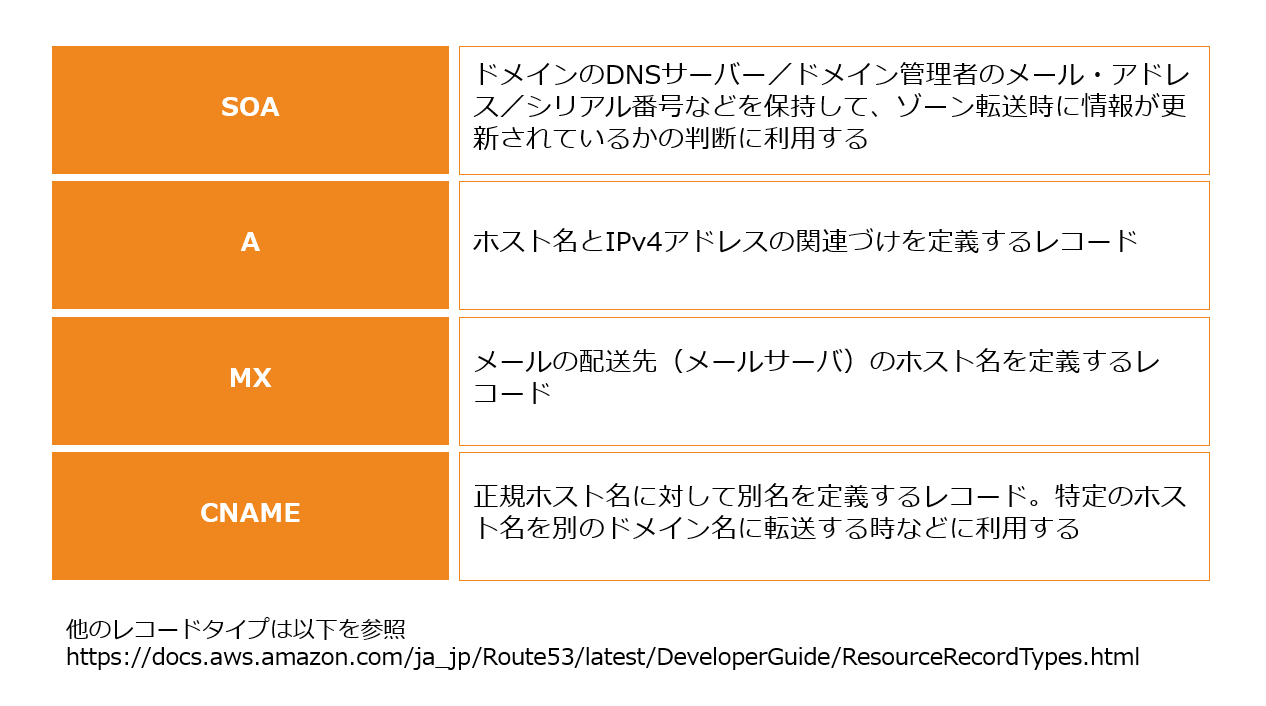 SOA
ドメインのDNSサーバー／ドメイン管理者のメール・アドレ
ス／シリアル番号などを保持して、ゾーン転送時に情報が更
新されているかの判断に利用する
A
ホスト名とIPv4アドレスの関連づけを定義するレコード
MX
メールの配送先（メールサーバ）のホスト名を定義するレ
コード
CNAME
正規ホスト名に対して別名を定義するレコード。特定のホス
ト名を別のドメイン名に転送する時などに利用する
他のレコードタイプは以下を参照
https://docs.aws.amazon.com/ja_jp/Route53/latest/DeveloperGuide/ResourceRecordTypes.html